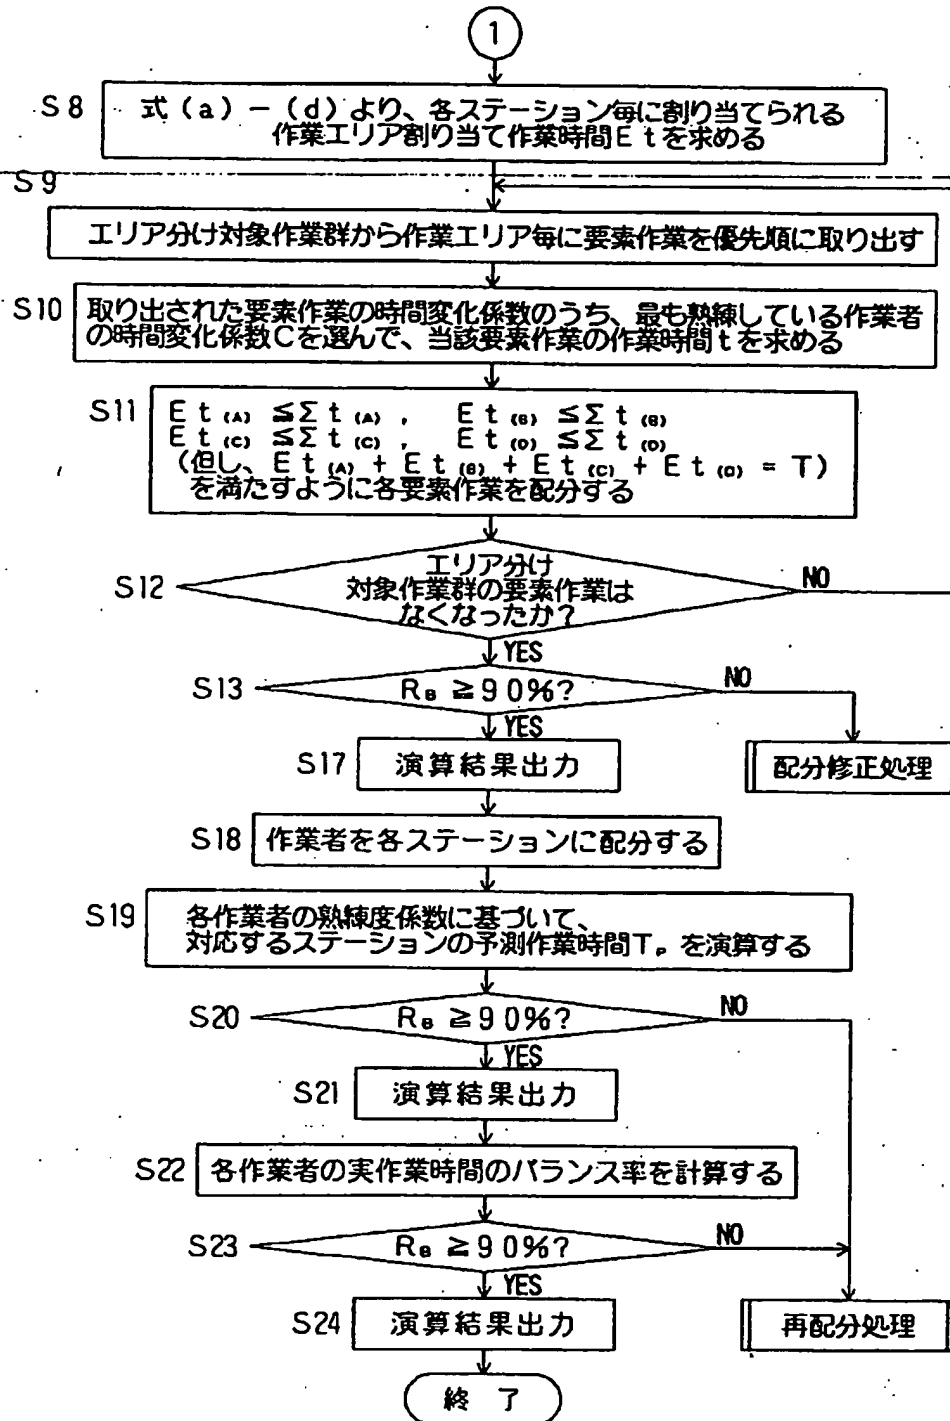 1
S8
式(a)-(d)より、各ステーション毎に割り当てられる
作業エリア割り当て作業時間Etを求める
S9
エリア分け対象作業群から作業エリア毎に要素作業を優先順に取り出す
S10
取り出された要素作業の時間変化係数のうち、最も熟練している作業者
の時間変化係数Cを選んで、当該要素作業の作業時間tを求める
S11
Et(A) ≦Σt(A), Et(B) ≦Σt(B)
Et(C) ≦Σt(C), Et(D) ≦Σt(D)
(但し、Et(A) + Et(B) + Et(C) + Et(D) = T)
を満たすように各要素作業を配分する
S12
エリア分け
対象作業群の要素作業は
なくなったか?
NO
YES
S13
RB ≧90%?
NO
YES
S17
演算結果出力
配分修正処理
S18
作業者を各ステーションに配分する
S19
各作業者の熟練度係数に基づいて、
対応するステーションの予測作業時間TPを演算する
S20
RB ≧90%?
NO
YES
S21
演算結果出力
S22
各作業者の実作業時間のバランス率を計算する
S23
RB ≧90%?
NO
YES
S24
演算結果出力
再配分処理
終了